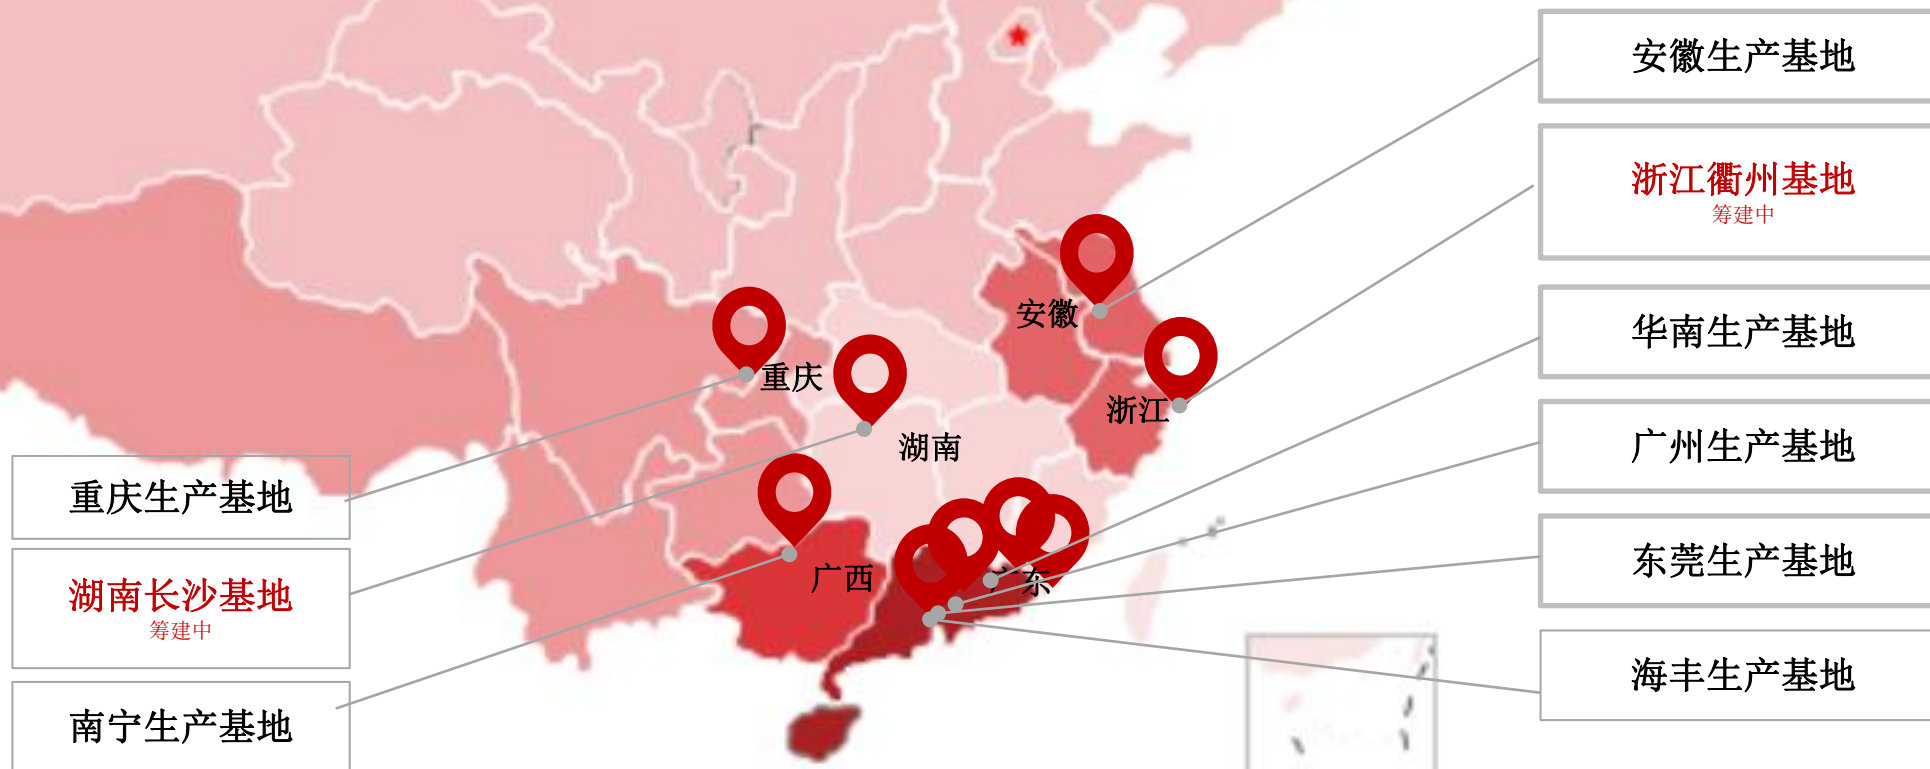 安徽生产基地
浙江衢州基地
筹建中
华南生产基地
广州生产基地
东莞生产基地
海丰生产基地
安徽
重庆
浙江
湖南
广西
广东
重庆生产基地
湖南长沙基地
筹建中
南宁生产基地